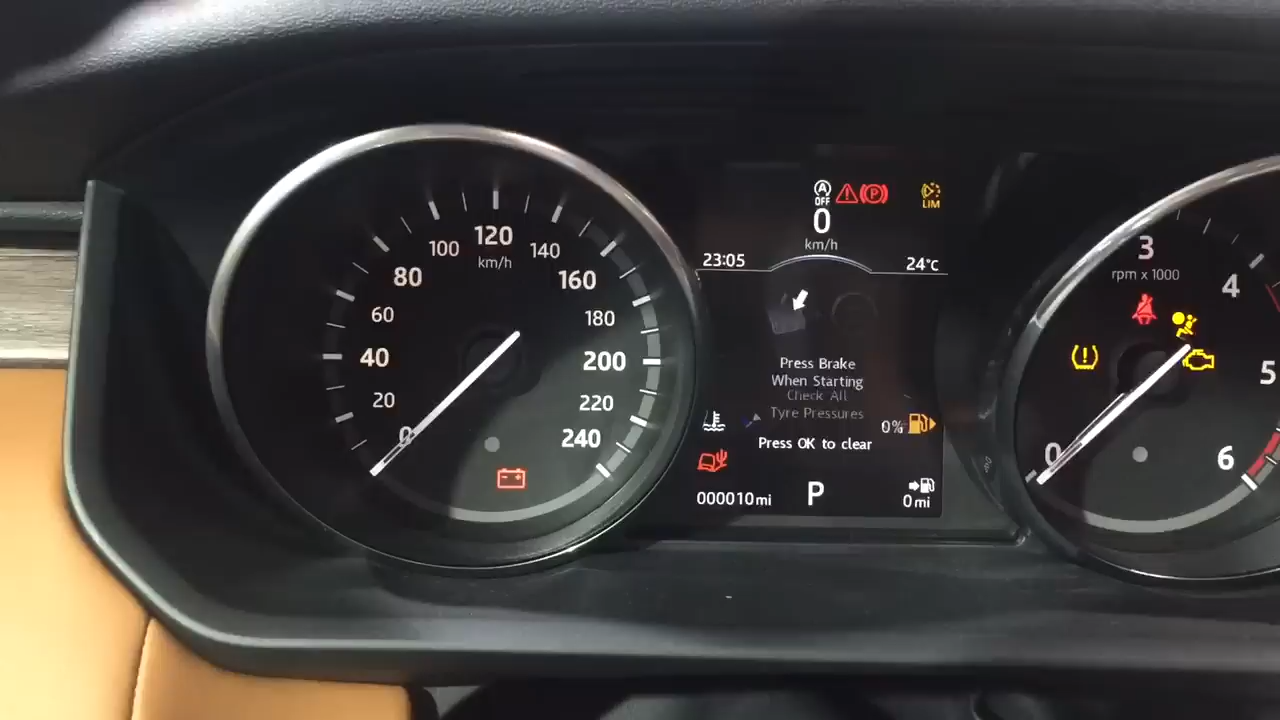 OFF
P
LIM
0
km/h
23:05
24°C
Press Brake
When Starting
Check All
Tyre Pressures
0%
Press OK to clear
000010mi
P
0 mi
0
20
40
60
80
100
120
km/h
140
160
180
200
220
240
0
3
rpm x 1000
4
5
6